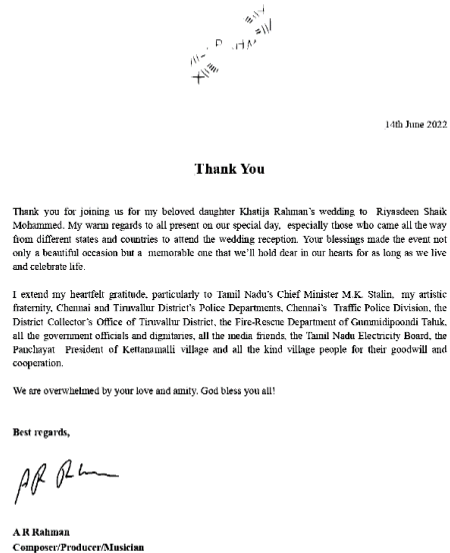 14th June 2022
Thank You
Thank you for joining us for my beloved daughter Khatija Rahman's wedding to Riyasdeen Shaik
Mohammed. My warm regards to all present on our special day, especially those who came all the way
from different states and countries to attend the wedding reception. Your blessings made the event not
only a beautiful occasion but a memorable one that we'll hold dear in our hearts for as long as we live
and celebrate life.
I extend my heartfelt gratitude, particularly to Tamil Nadu's Chief Minister M.K. Stalin, my artistic
fraternity, Chennai and Tiruvallur District's Police Departments, Chennai's Traffic Police Division, the
District Collector's Office of Tiruvallur District, the Fire-Rescue Department of Gummidipoondi Taluk,
all the government officials and dignitaries, all the media friends, the Tamil Nadu Electricity Board, the
Panchayat President of Kettanamalli village and all the kind village people for their goodwill and
cooperation.
We are overwhelmed by your love and amity. God bless you all!
Best regards,
AR Rahman
A R Rahman
Composer/Producer/Musician